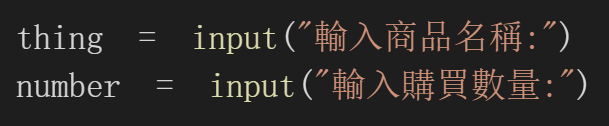 thing = input("輸入商品名稱:")
number = input("輸入購買數量:")